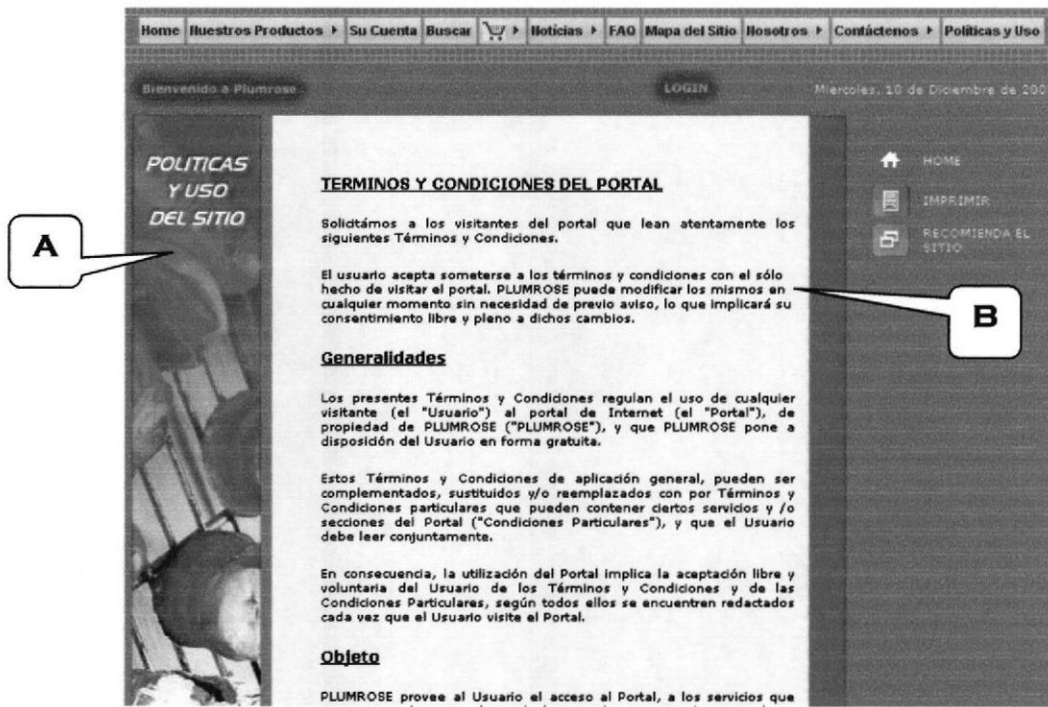 Home Nuestros Productos Su Cuenta Buscar Noticias FAQ Mapa del Sitio Nosotros Contáctenos Políticas y Uso
Bienvenido a Plumrose
LOGIN
Miercoles, 10 de Diciembre de 200
POLITICAS
Y USO
DEL SITIO
A
TERMINOS Y CONDICIONES DEL PORTAL
Solicitámos a los visitantes del portal que lean atentamente los
siguientes Términos y Condiciones.
El usuario acepta someterse a los términos y condiciones con el sólo
hecho de visitar el portal. PLUMROSE puede modificar los mismos en
cualquier momento sin necesidad de previo aviso, lo que implicará su
consentimiento libre y pleno a dichos cambios.
Generalidades
Los presentes Términos y Condiciones regulan el uso de cualquier
visitante (el "Usuario") al portal de Internet (el "Portal"), de
propiedad de PLUMROSE ("PLUMROSE"), y que PLUMROSE pone a
disposición del Usuario en forma gratuita.
Estos Términos y Condiciones de aplicación general, pueden ser
complementados, sustituidos y/o reemplazados con por Términos y
Condiciones particulares que pueden contener ciertos servicios y /o
secciones del Portal ("Condiciones Particulares"), y que el Usuario
debe leer conjuntamente.
En consecuencia, la utilización del Portal implica la aceptación libre y
voluntaria del Usuario de los Términos y Condiciones y de las
Condiciones Particulares, según todos ellos se encuentren redactados
cada vez que el Usuario visite el Portal.
Objeto
PLUMROSE provee al Usuario el acceso al Portal, a los servicios que
HOME
IMPRIMIR
RECOMIENDA EL
SITIO
B